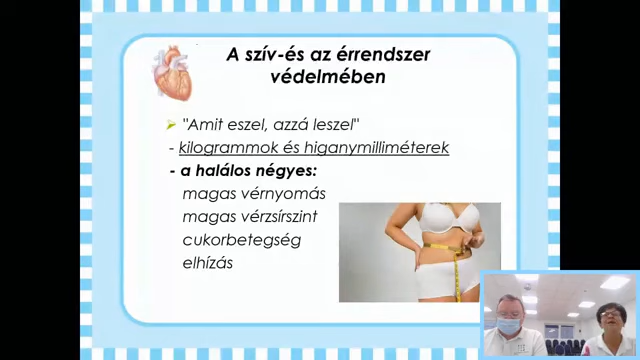 A szív-és az érrendszer
védelmében
"Amit eszel, azzá leszel"
- kilogrammok és higanymilliméterek
- a halálos négyes:
magas vérnyomás
magas vérzsírszint
cukorbetegség
elhízás